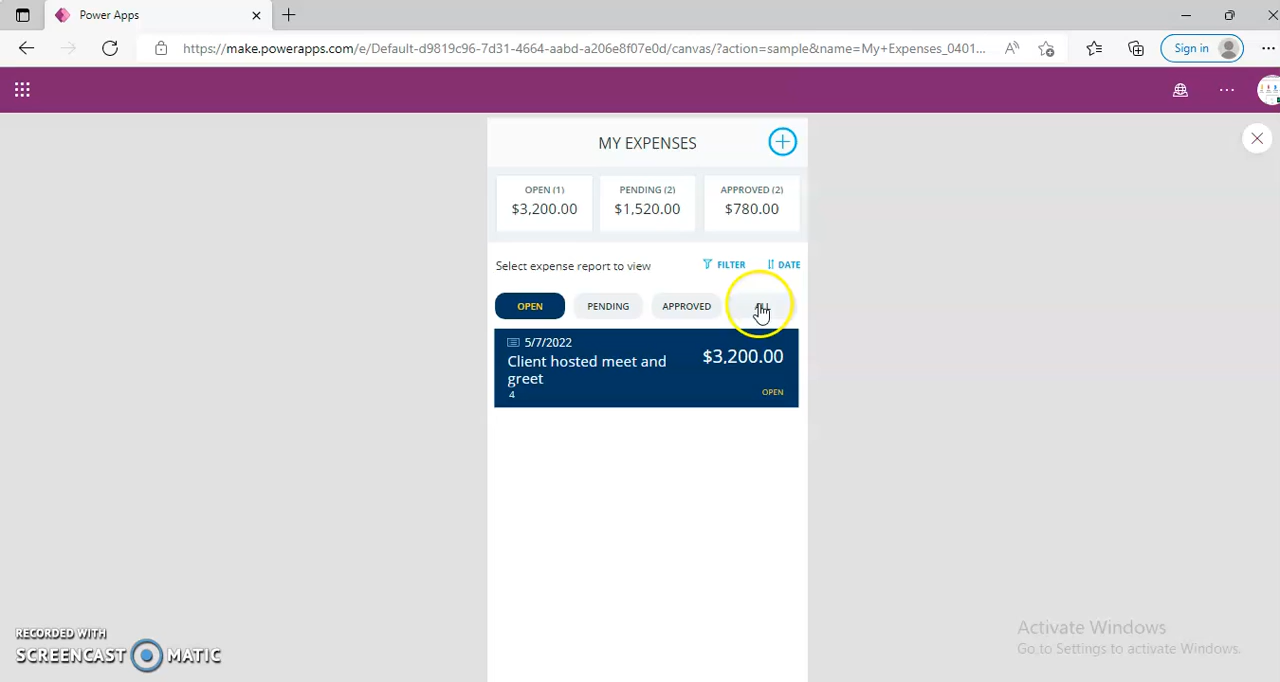 Power Apps
https://make.powerapps.com/e/Default-d9819c96-7d31-4664-aabd-a206e8f07e0d/canvas/?action=sample&name=My+Expenses_0401...
Sign in
MY EXPENSES
OPEN (1)
$3,200.00
PENDING (2)
$1,520.00
APPROVED (2)
$780.00
Select expense report to view
FILTER
DATE
OPEN
PENDING
APPROVED
5/7/2022
Client hosted meet and
greet
4
$3,200.00
OPEN
RECORDED WITH
SCREENCAST MATIC
Activate Windows
Go to Settings to activate Windows.